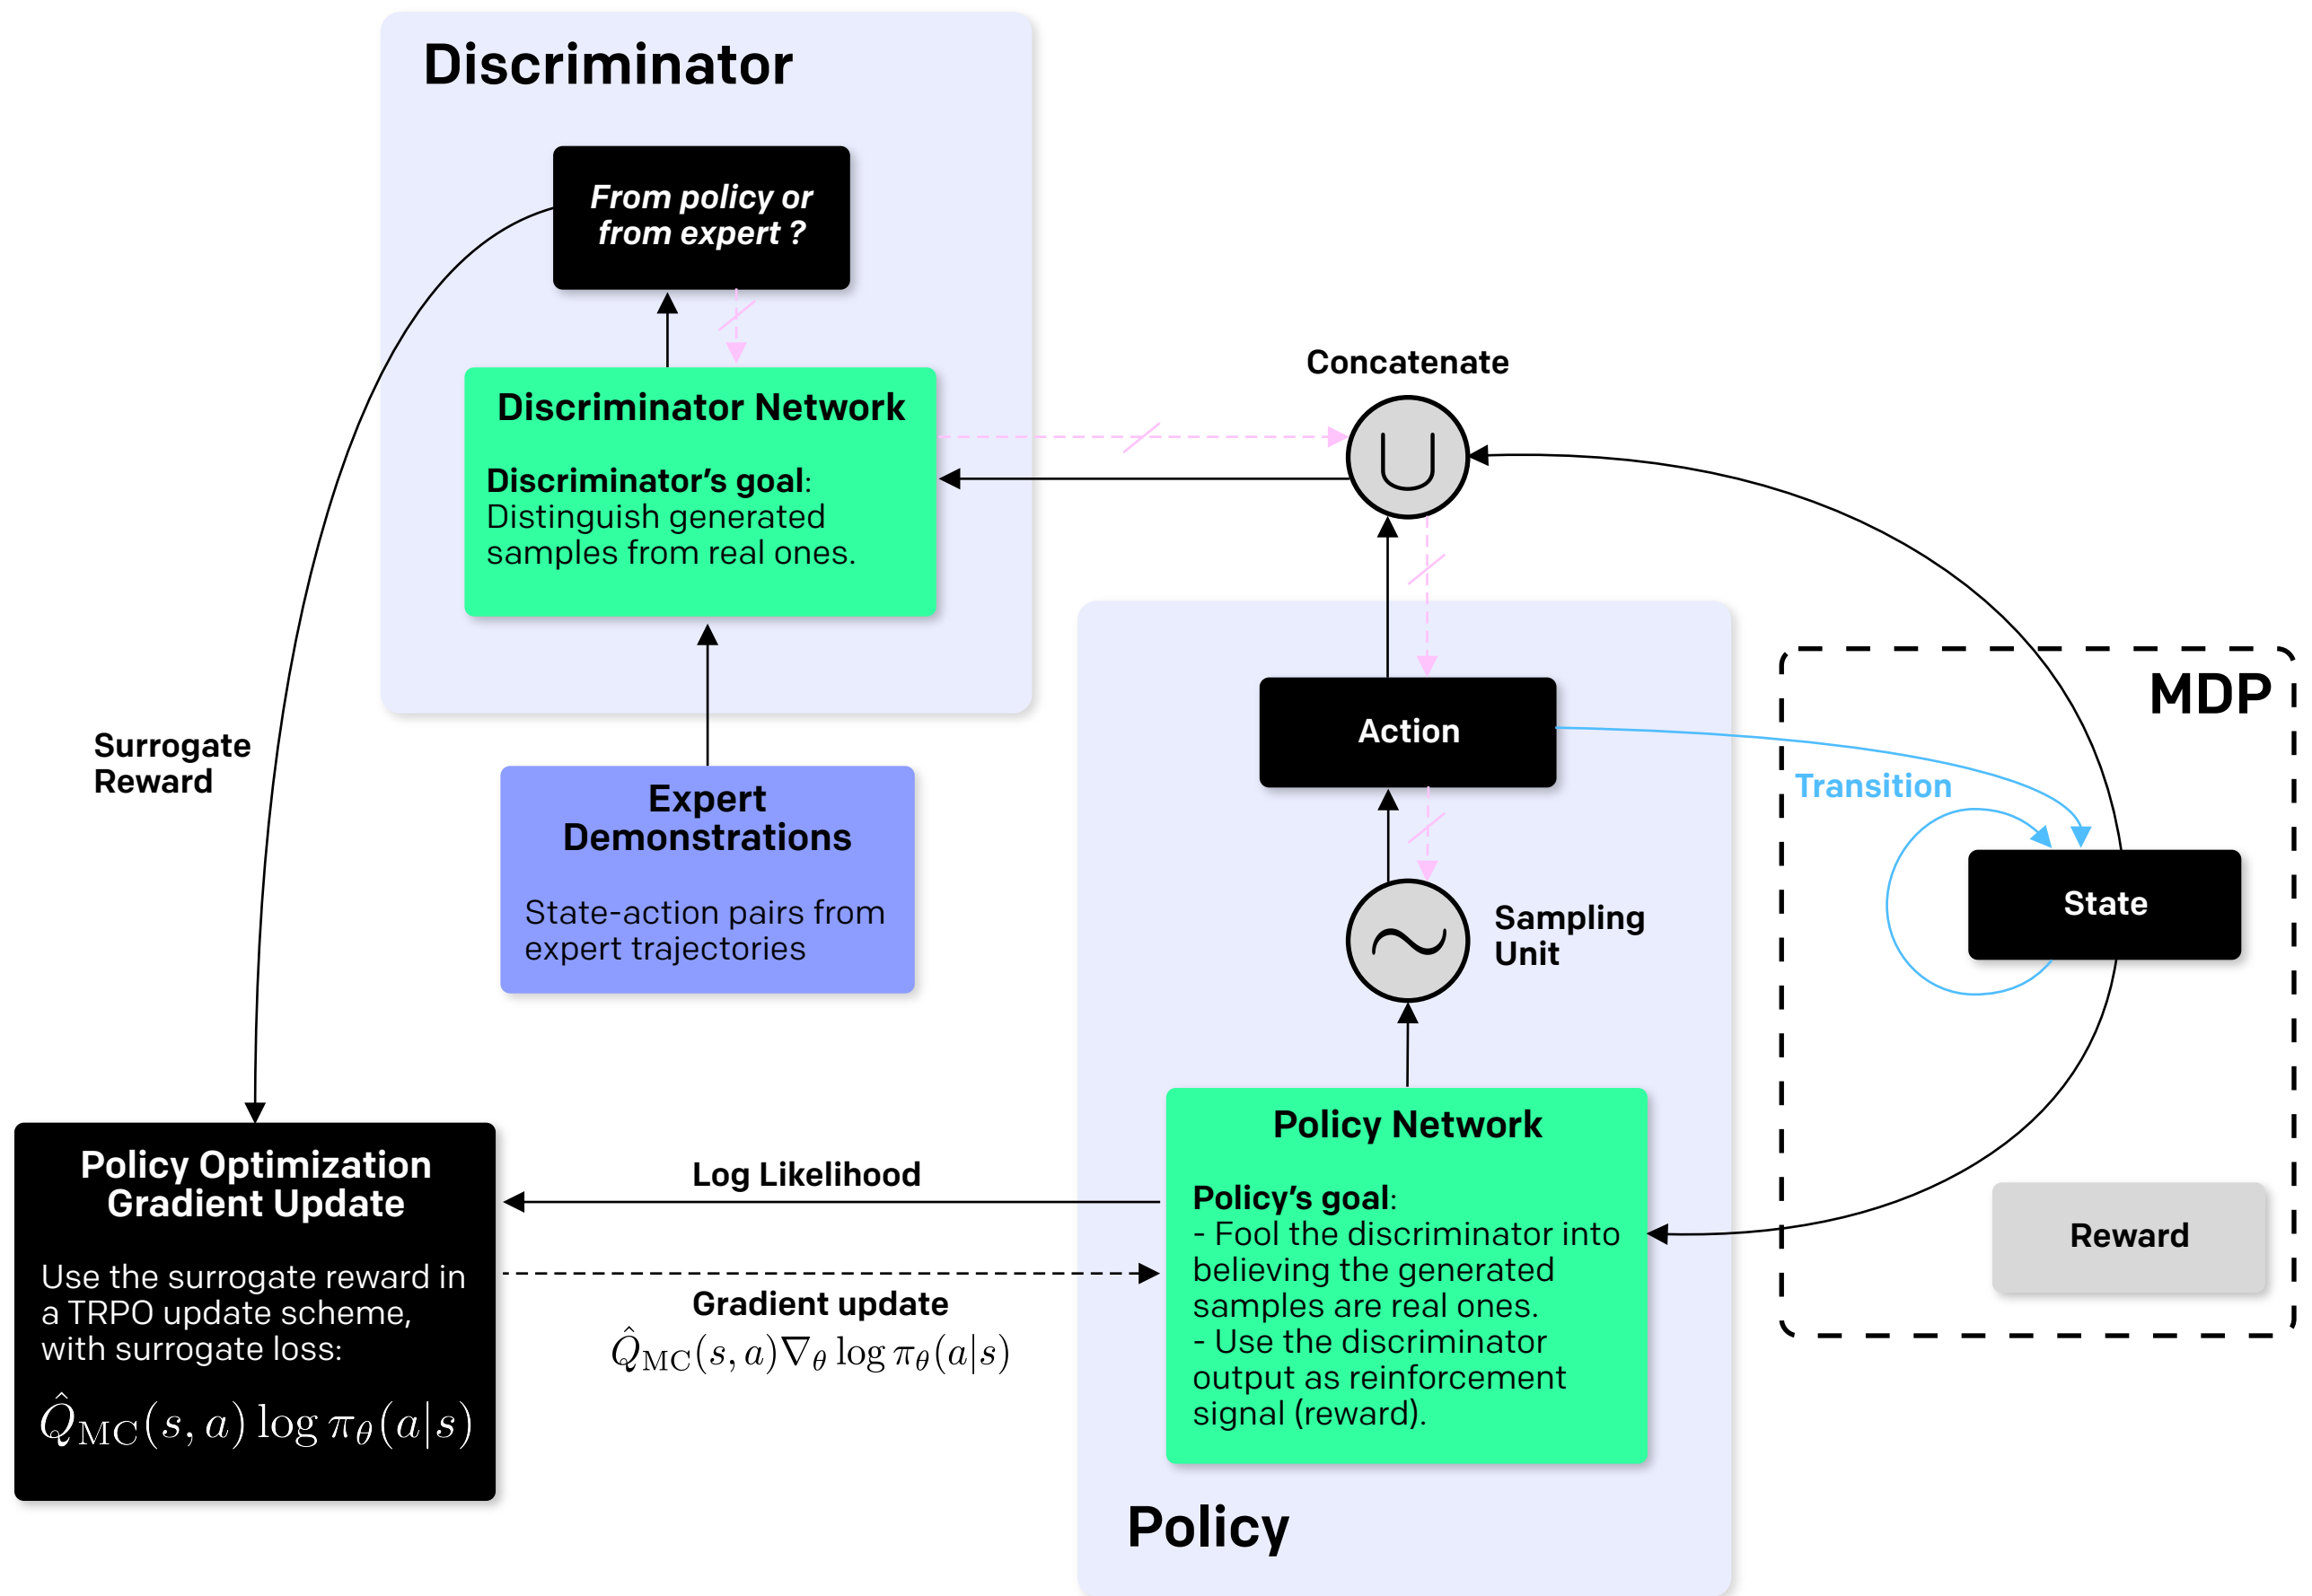 Discriminator
From policy or
from expert ?
Discriminator Network
Discriminator's goal:
Distinguish generated
samples from real ones.
Concatenate
∪
MDP
Action
Transition
Surrogate
Reward
Expert
Demonstrations
State-action pairs from
expert trajectories
State
Sampling
Unit
~
Policy Optimization
Gradient Update
Use the surrogate reward in
a TRPO update scheme,
with surrogate loss:
Q̂_MC(s, a) log π_θ(a|s)
Log Likelihood
Gradient update
Q̂_MC(s, a)∇_θ log π_θ(a|s)
Policy Network
Policy's goal:
- Fool the discriminator into
believing the generated
samples are real ones.
- Use the discriminator
output as reinforcement
signal (reward).
Reward
Policy